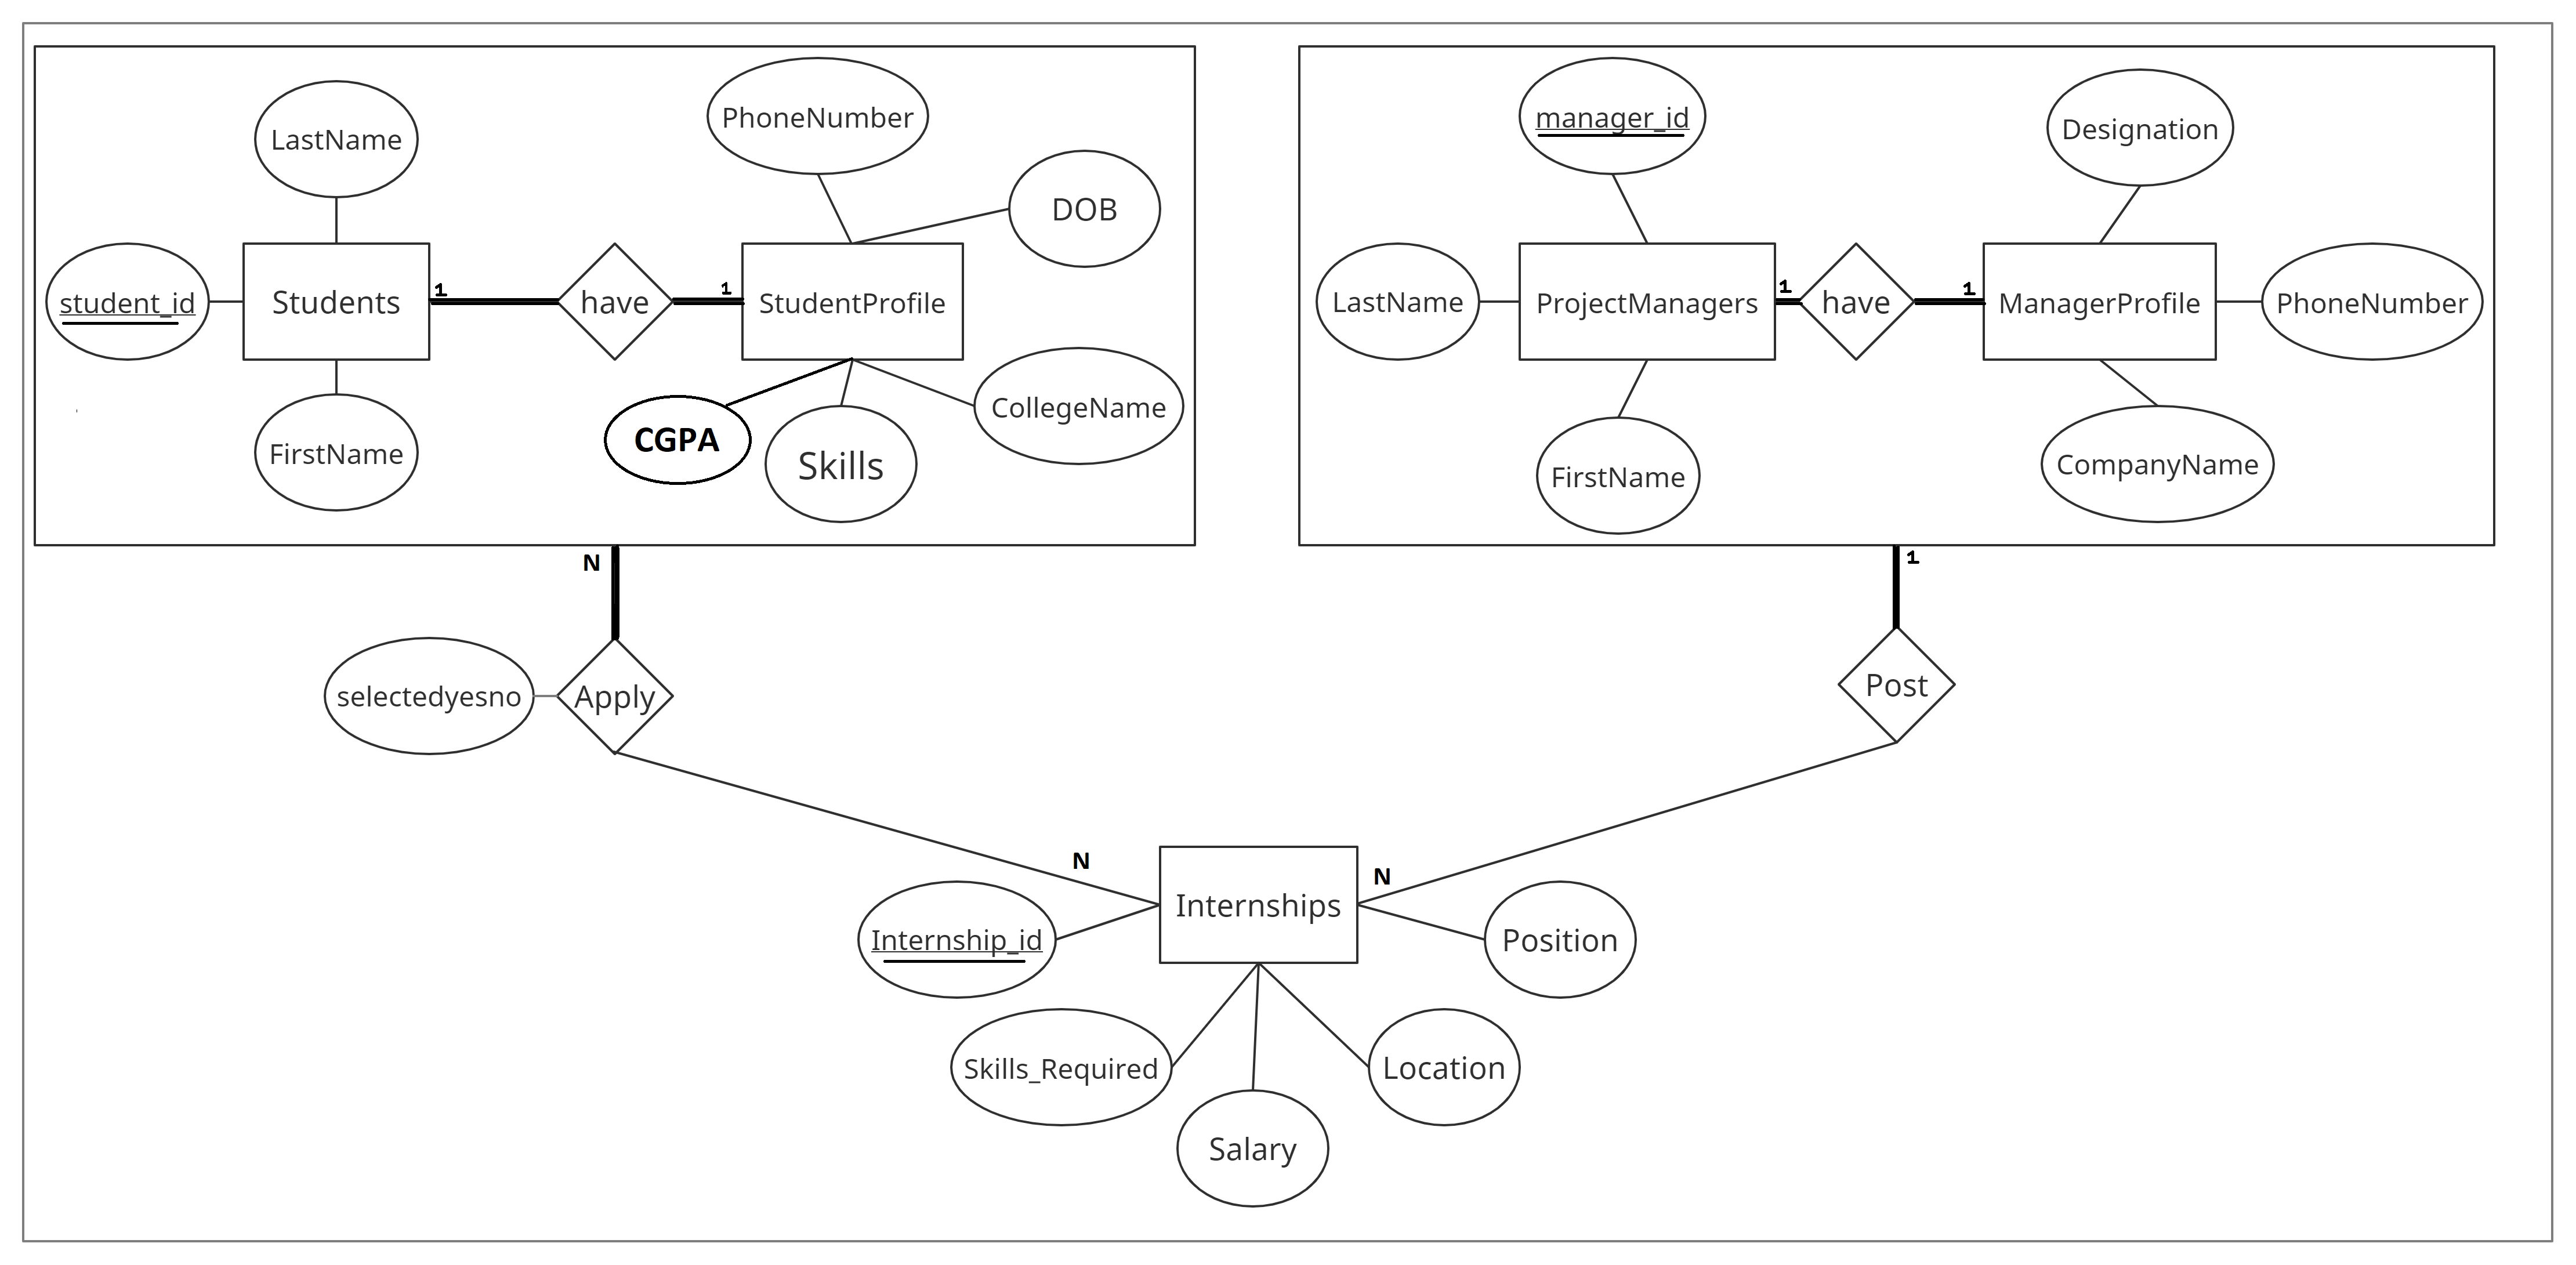 PhoneNumber
manager_id
Designation
LastName
DOB
student_id
Students
1
have
1
StudentProfile
LastName
ProjectManagers
1
have
1
ManagerProfile
PhoneNumber
FirstName
CGPA
Skills
CollegeName
FirstName
CompanyName
N
1
selectedyesno
Apply
Post
N
N
Internships
Internship_id
Position
Skills_Required
Location
Salary